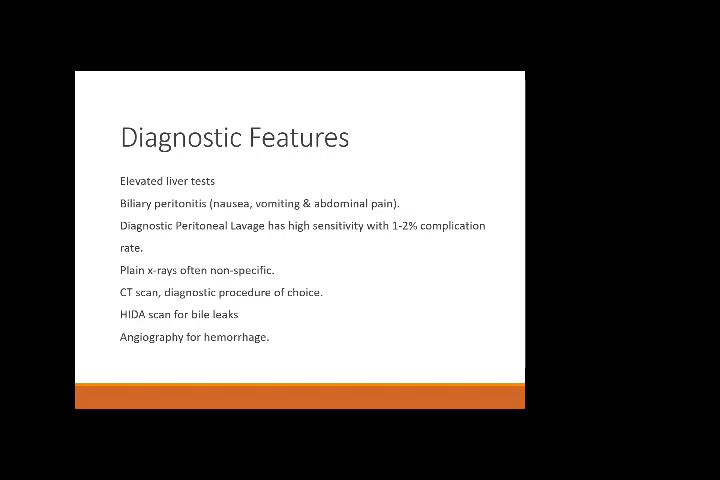 Diagnostic Features
Elevated liver tests
Biliary peritonitis (nausea, vomiting & abdominal pain).
Diagnostic Peritoneal Lavage has high sensitivity with 1-2% complication
rate.
Plain x-rays often non-specific.
CT scan, diagnostic procedure of choice.
HIDA scan for bile leaks
Angiography for hemorrhage.